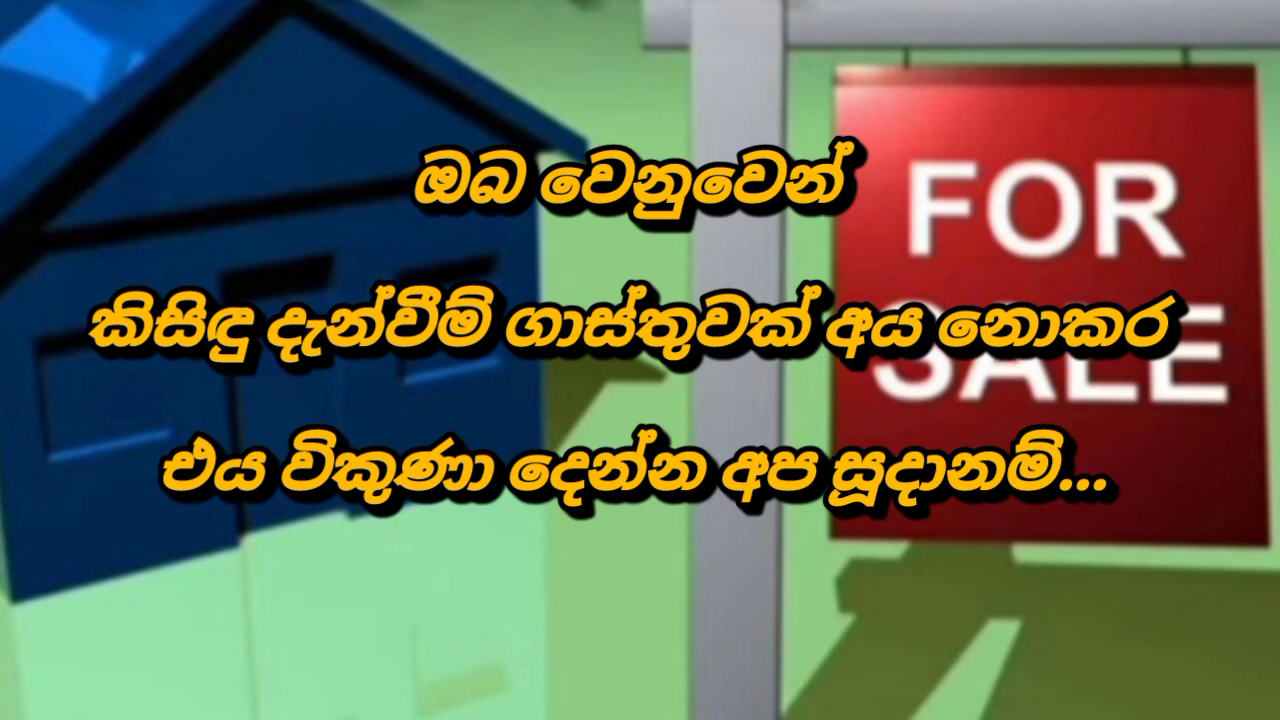 ඔබ වෙනුවෙන්
කිසිඳු දැන්වීම් ගාස්තුවක් අය නොකර
එය විකුණා දෙන්න අප සූදානම්...
FOR
SALE